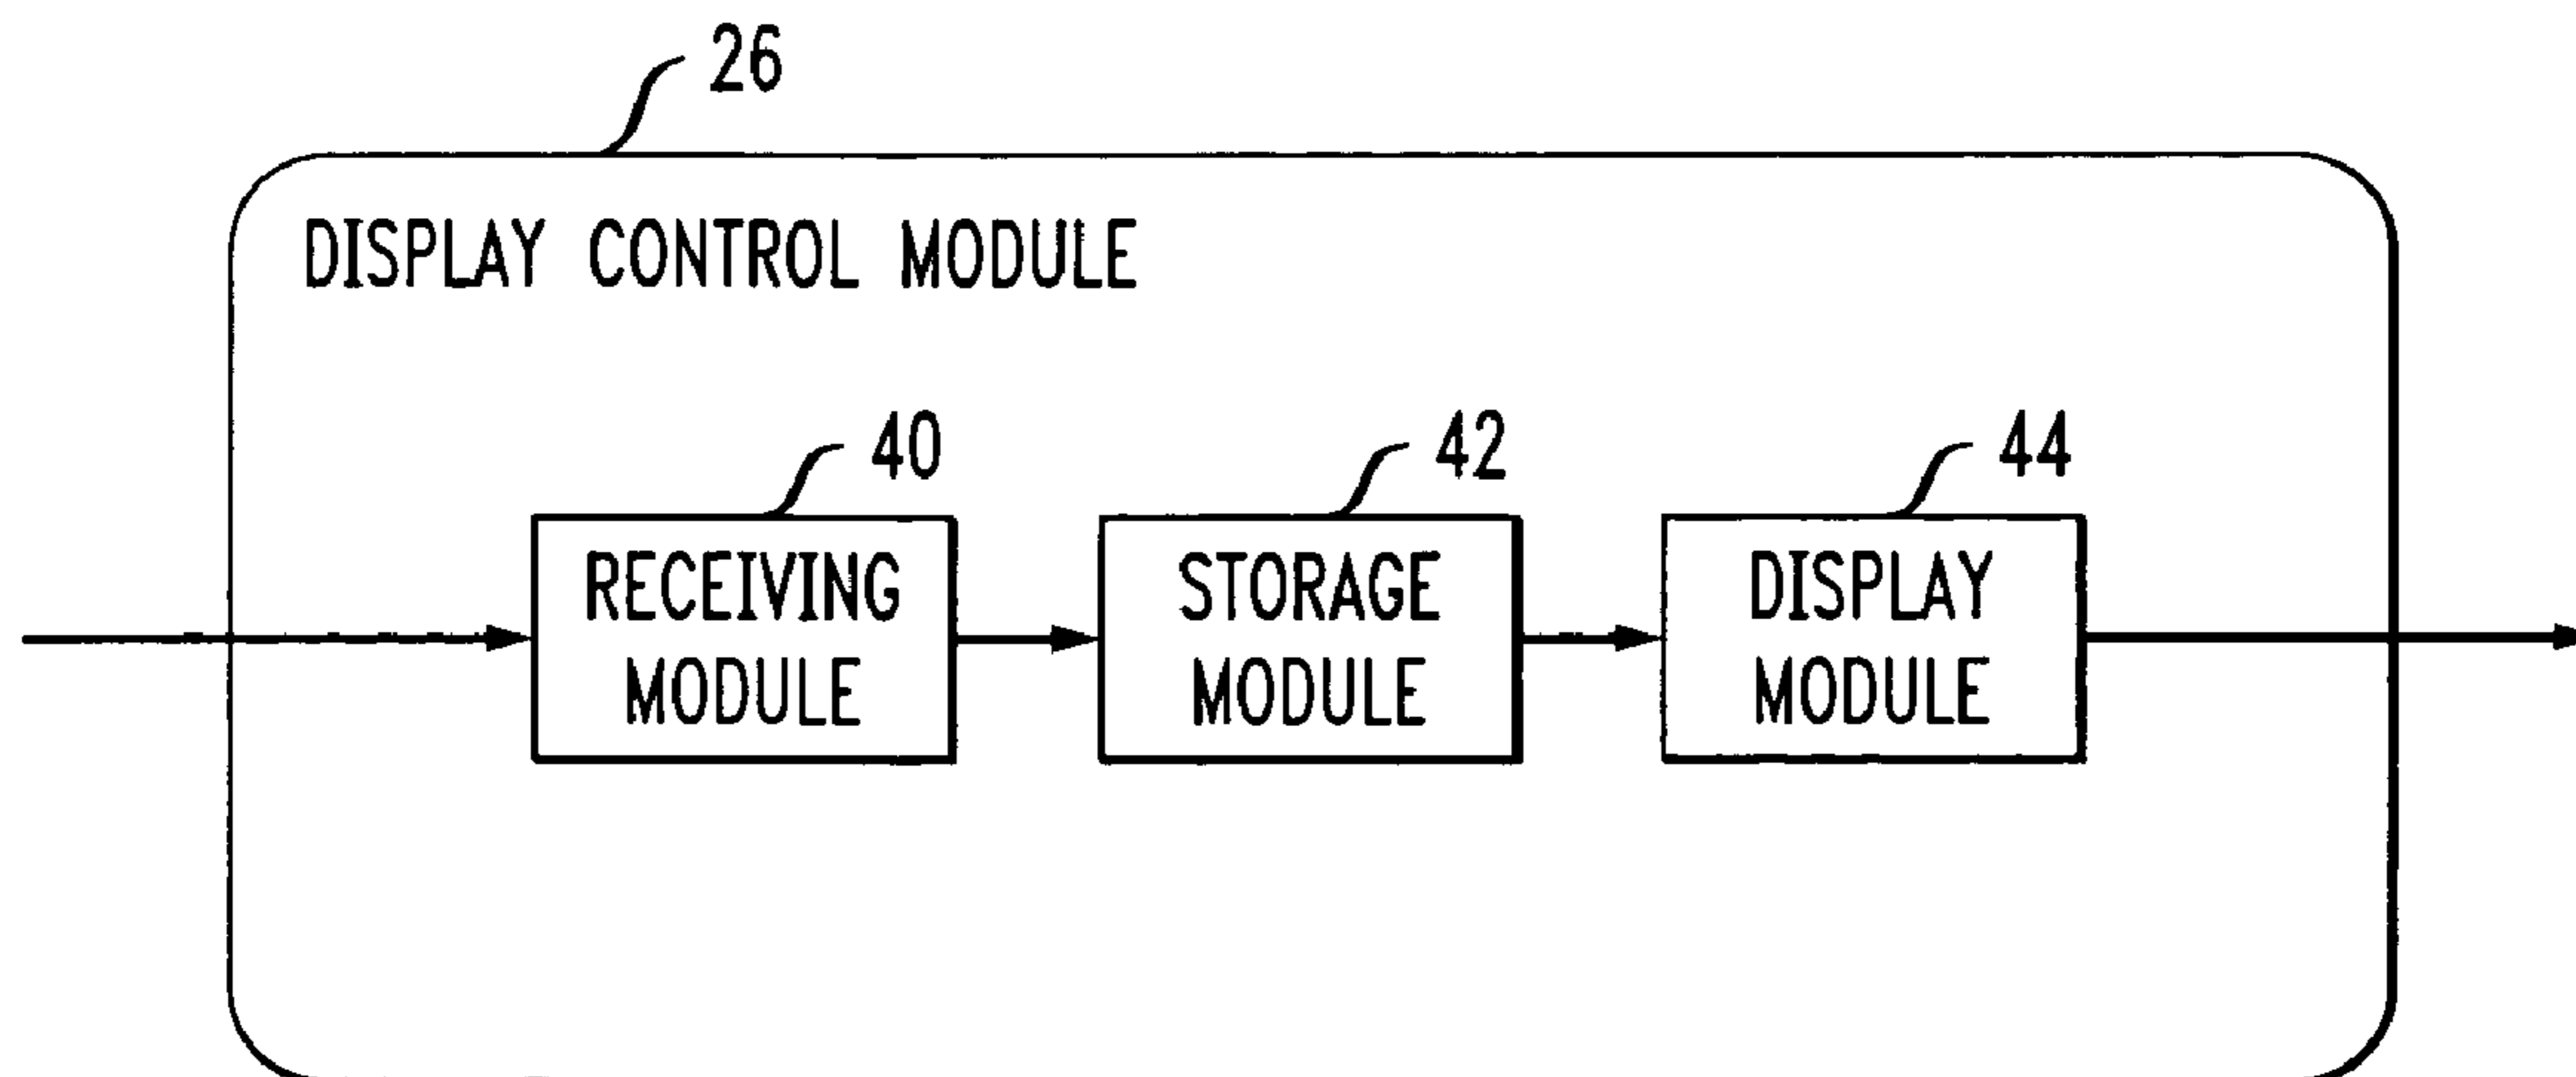 26
DISPLAY CONTROL MODULE
40
42
44
RECEIVING
MODULE
STORAGE
MODULE
DISPLAY
MODULE